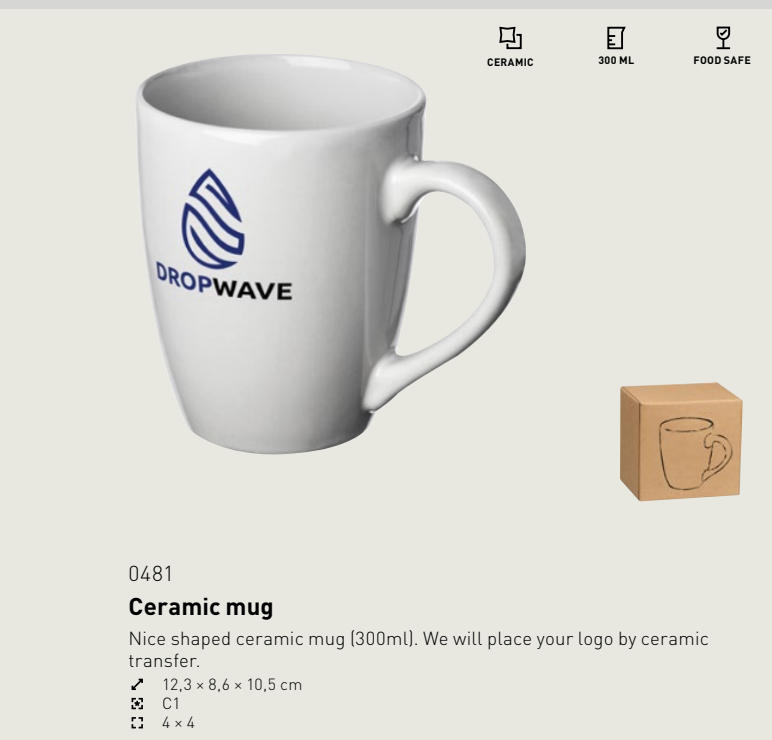 CERAMIC
300 ML
FOOD SAFE
DROPWAVE
0481
Ceramic mug
Nice shaped ceramic mug (300ml). We will place your logo by ceramic
transfer.
12,3 × 8,6 × 10,5 cm
C1
4 × 4